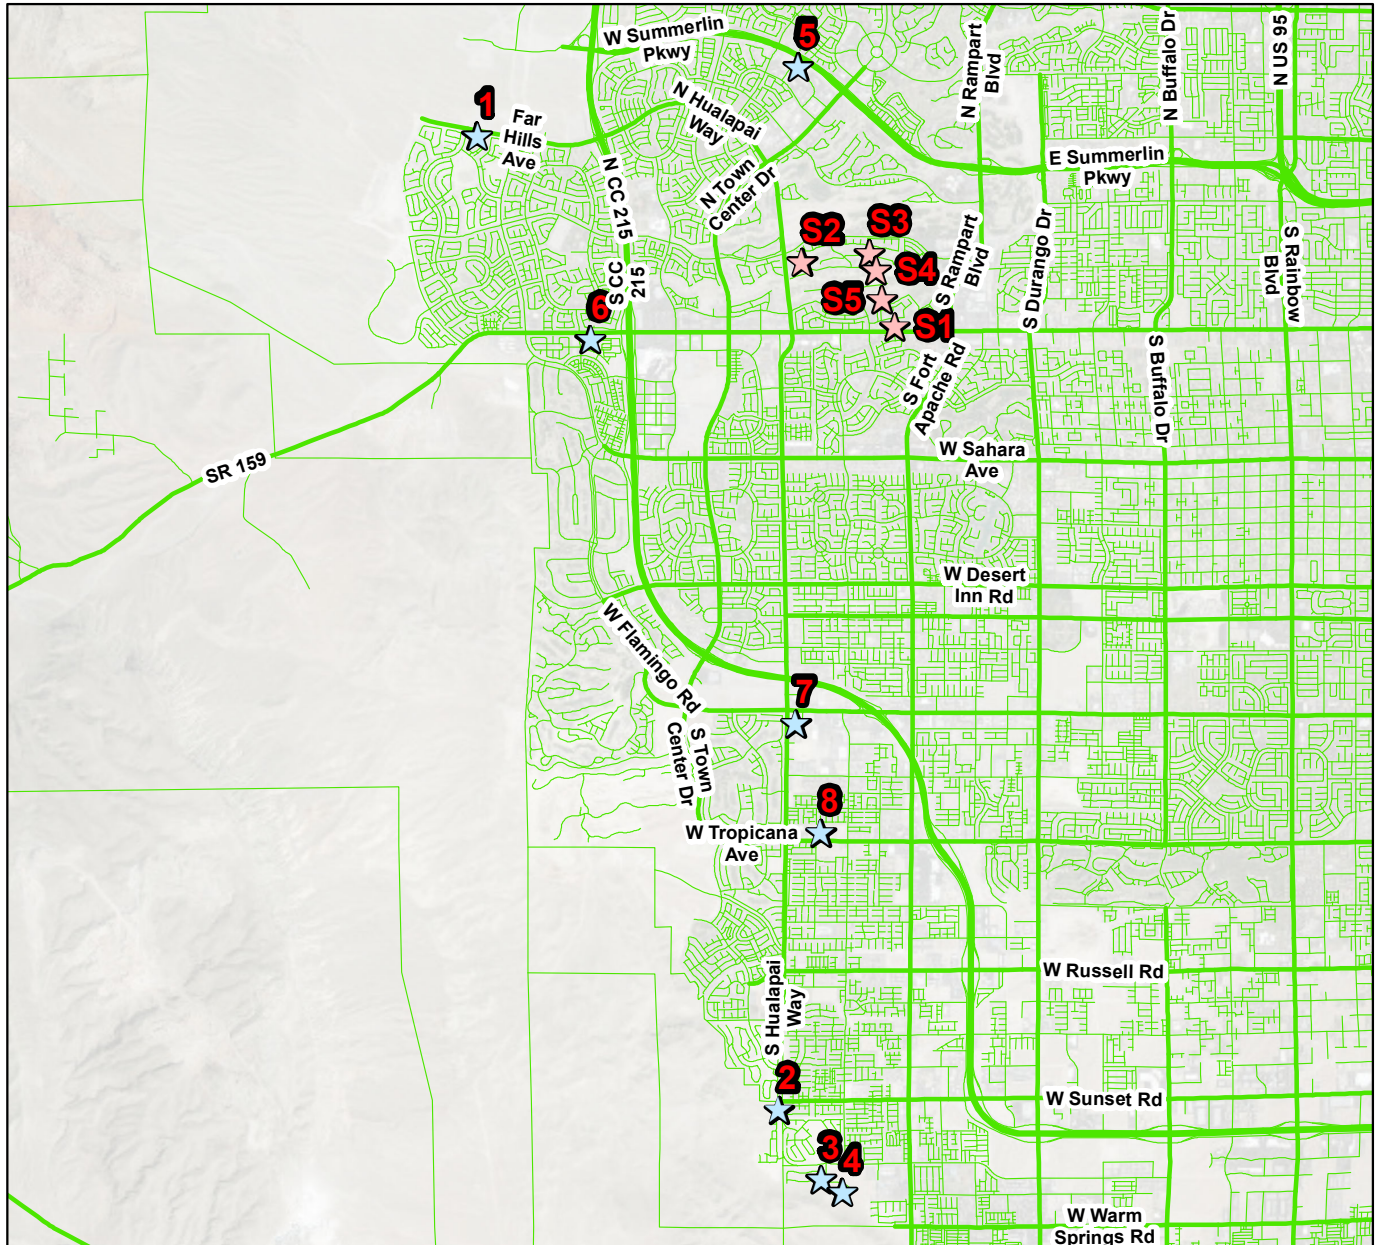 W Summerlin
Pkwy
5
N Rampart
Blvd
N Buffalo Dr
N US 95
1
Far
Hills
Ave
N Hualapai
Way
E Summerlin
Pkwy
N CC 215
N Town
Center Dr
S2
S3
S4
S5
S1
S Rampart
Blvd
S Durango Dr
S Rainbow
Blvd
S CC
215
6
S Fort
Apache Rd
S Buffalo Dr
SR 159
W Sahara
Ave
W Desert
Inn Rd
W Flamingo Rd
7
S Town
Center Dr
8
W Tropicana
Ave
W Russell Rd
S Hualapai
Way
2
W Sunset Rd
3
4
W Warm
Springs Rd